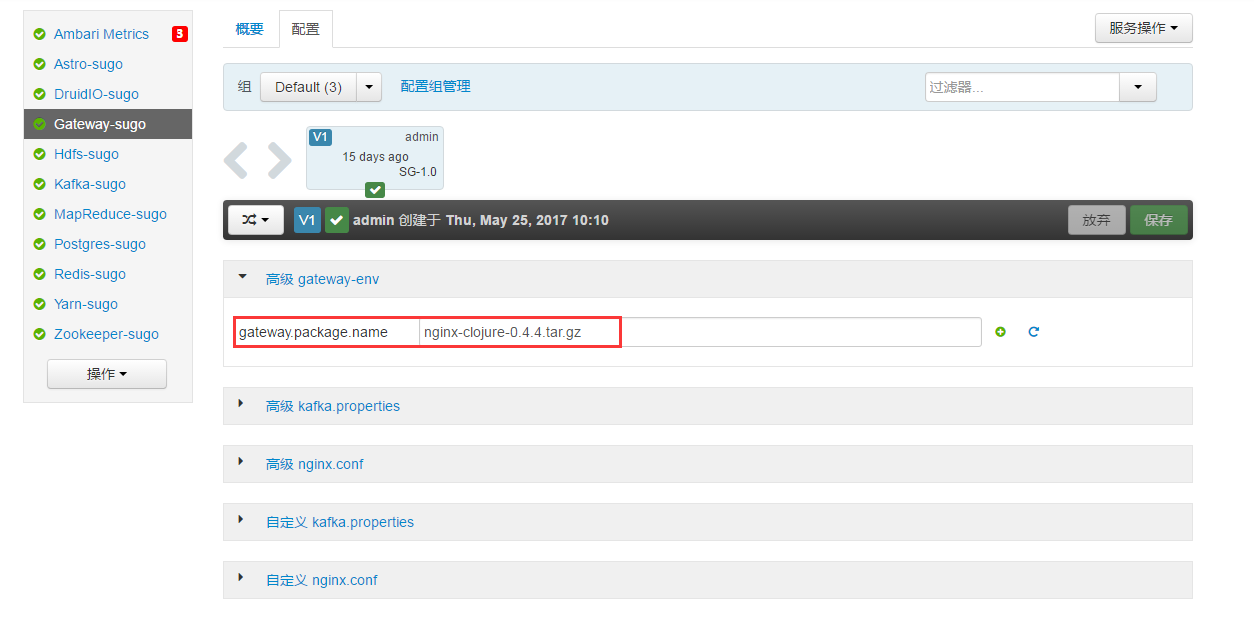 Ambari Metrics 3
Astro-sugo
DruidIO-sugo
Gateway-sugo
Hdfs-sugo
Kafka-sugo
MapReduce-sugo
Postgres-sugo
Redis-sugo
Yarn-sugo
Zookeeper-sugo
操作
概要 配置 服务操作
组 Default (3) 配置组管理 过滤器...
V1 admin
15 days ago
SG-1.0
V1 admin 创建于 Thu, May 25, 2017 10:10 放弃 保存
高级 gateway-env
gateway.package.name nginx-clojure-0.4.4.tar.gz
高级 kafka.properties
高级 nginx.conf
自定义 kafka.properties
自定义 nginx.conf